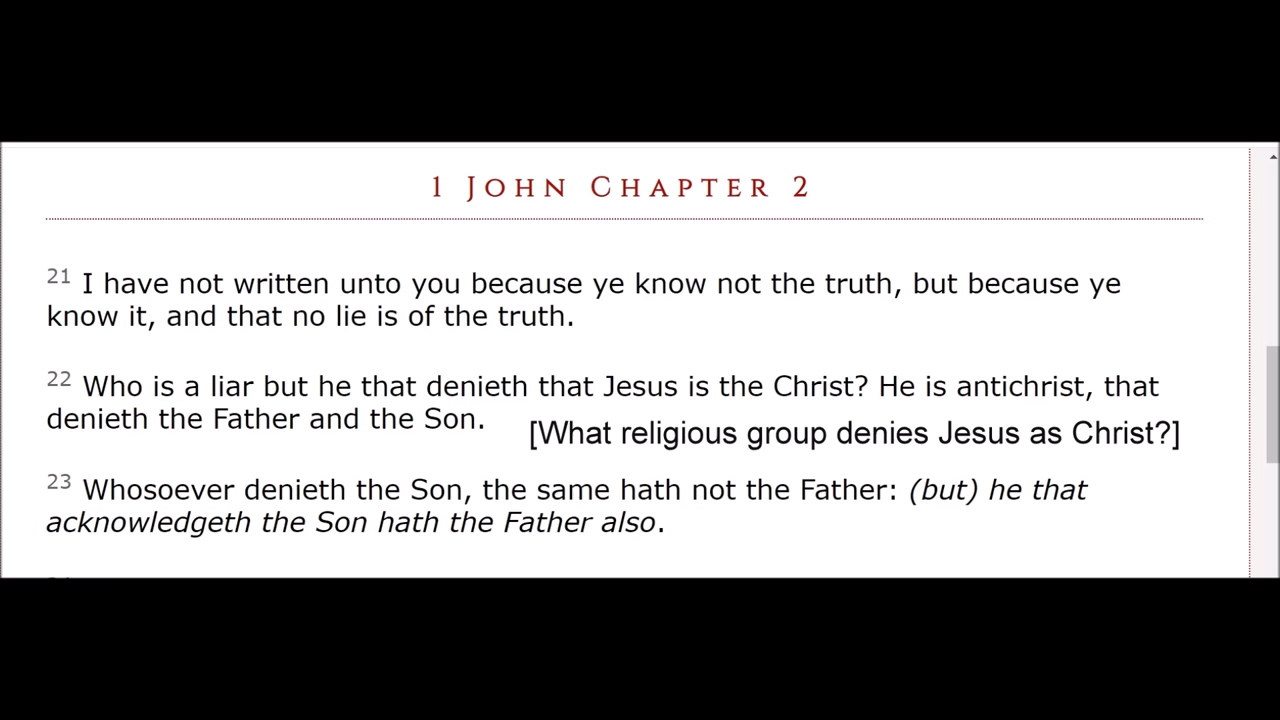 1 John Chapter 2
21 I have not written unto you because ye know not the truth, but because ye
know it, and that no lie is of the truth.
22 Who is a liar but he that denieth that Jesus is the Christ? He is antichrist, that
denieth the Father and the Son.
[What religious group denies Jesus as Christ?]
23 Whosoever denieth the Son, the same hath not the Father: (but) he that
acknowledgeth the Son hath the Father also.